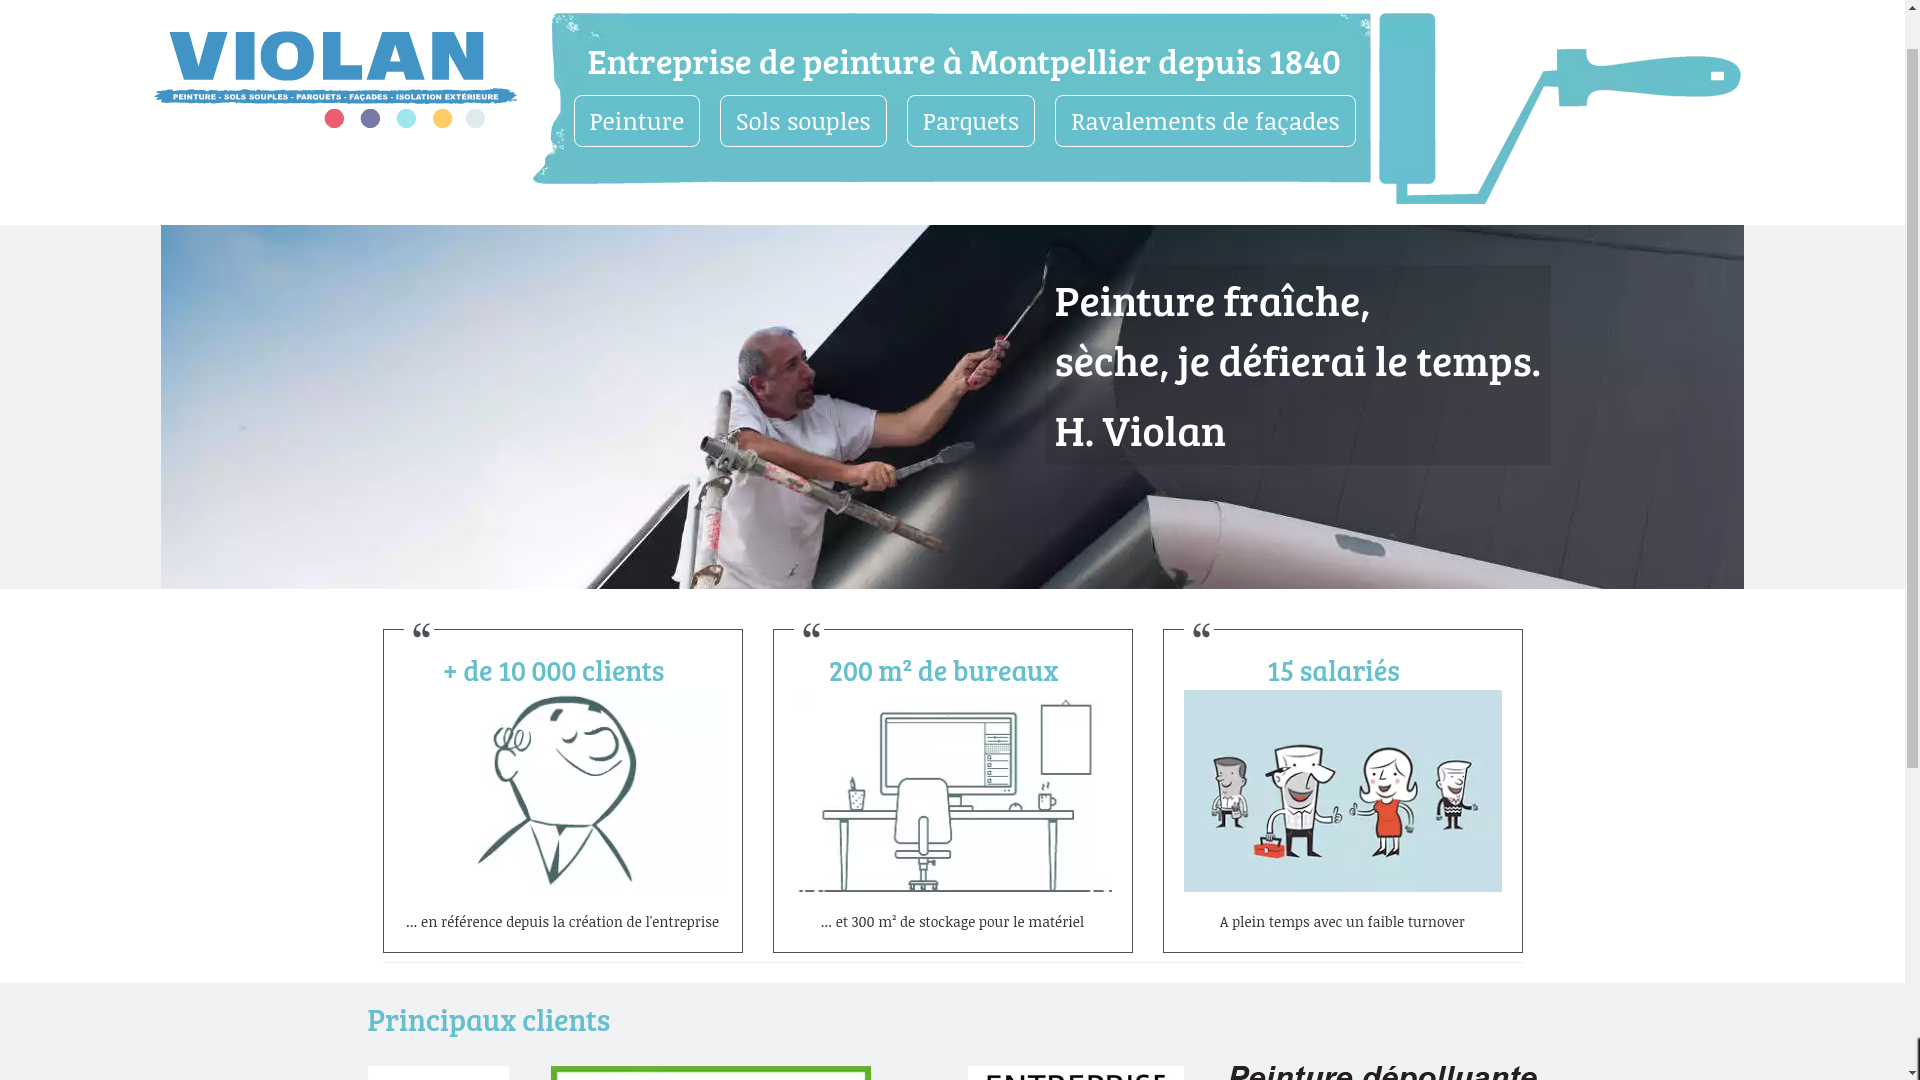 VIOLAN
PEINTURE - SOLS SOUPLES - PARQUETS - FAÇADES - ISOLATION EXTÉRIEURE
Entreprise de peinture à Montpellier depuis 1840
Peinture
Sols souples
Parquets
Ravalements de façades
Peinture fraîche,
sèche, je défierai le temps.
H. Violan
“
+ de 10 000 clients
... en référence depuis la création de l'entreprise
“
200 m² de bureaux
... et 300 m² de stockage pour le matériel
“
15 salariés
A plein temps avec un faible turnover
Principaux clients
ENTREPRISE
Peinture dépolluante